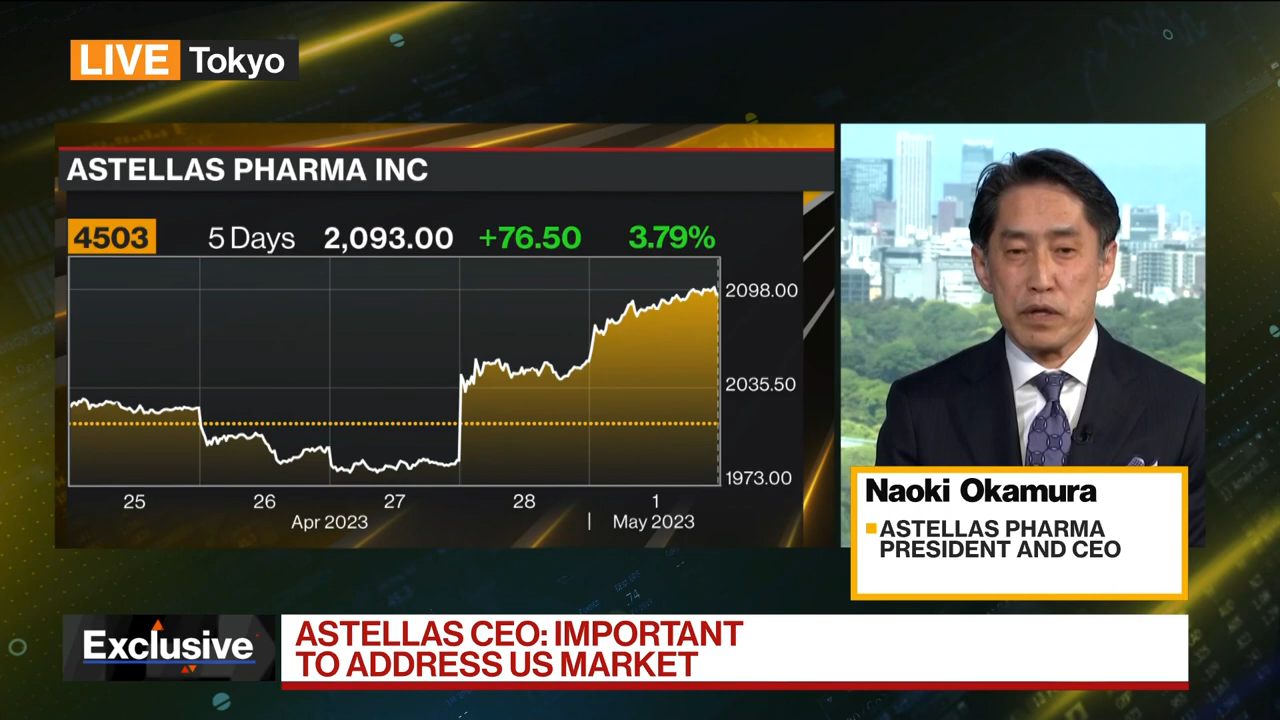 LIVE Tokyo
ASTELLAS PHARMA INC
4503 5 Days 2,093.00 +76.50 3.79%
2098.00
2035.50
1973.00
25 26 27 28 1
Apr 2023 | May 2023
Naoki Okamura
ASTELLAS PHARMA
PRESIDENT AND CEO
Exclusive
ASTELLAS CEO: IMPORTANT
TO ADDRESS US MARKET